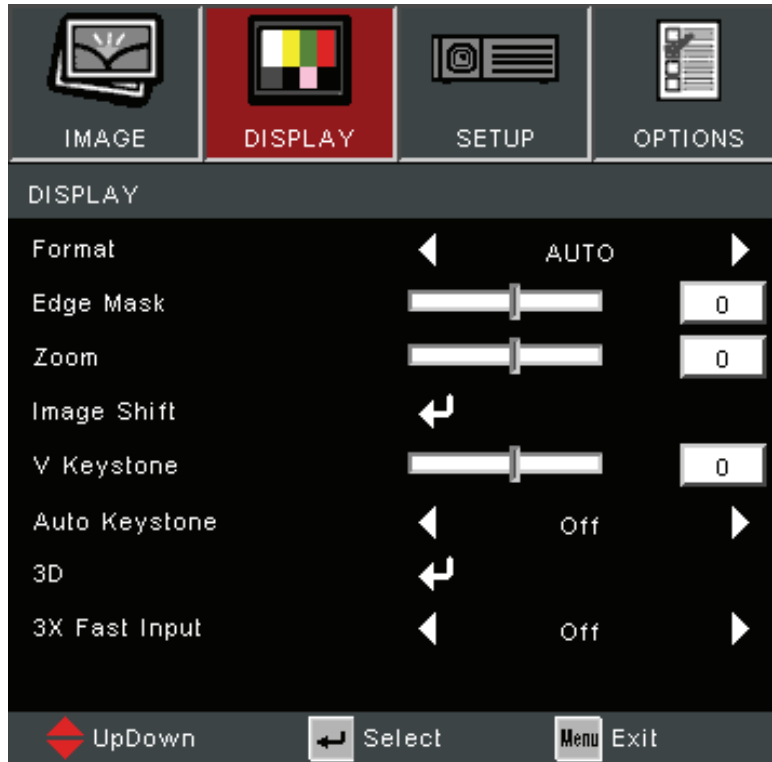 IMAGE DISPLAY SETUP OPTIONS
DISPLAY
Format AUTO
Edge Mask 0
Zoom 0
Image Shift
V Keystone 0
Auto Keystone Off
3D
3X Fast Input Off
UpDown Select Menu Exit